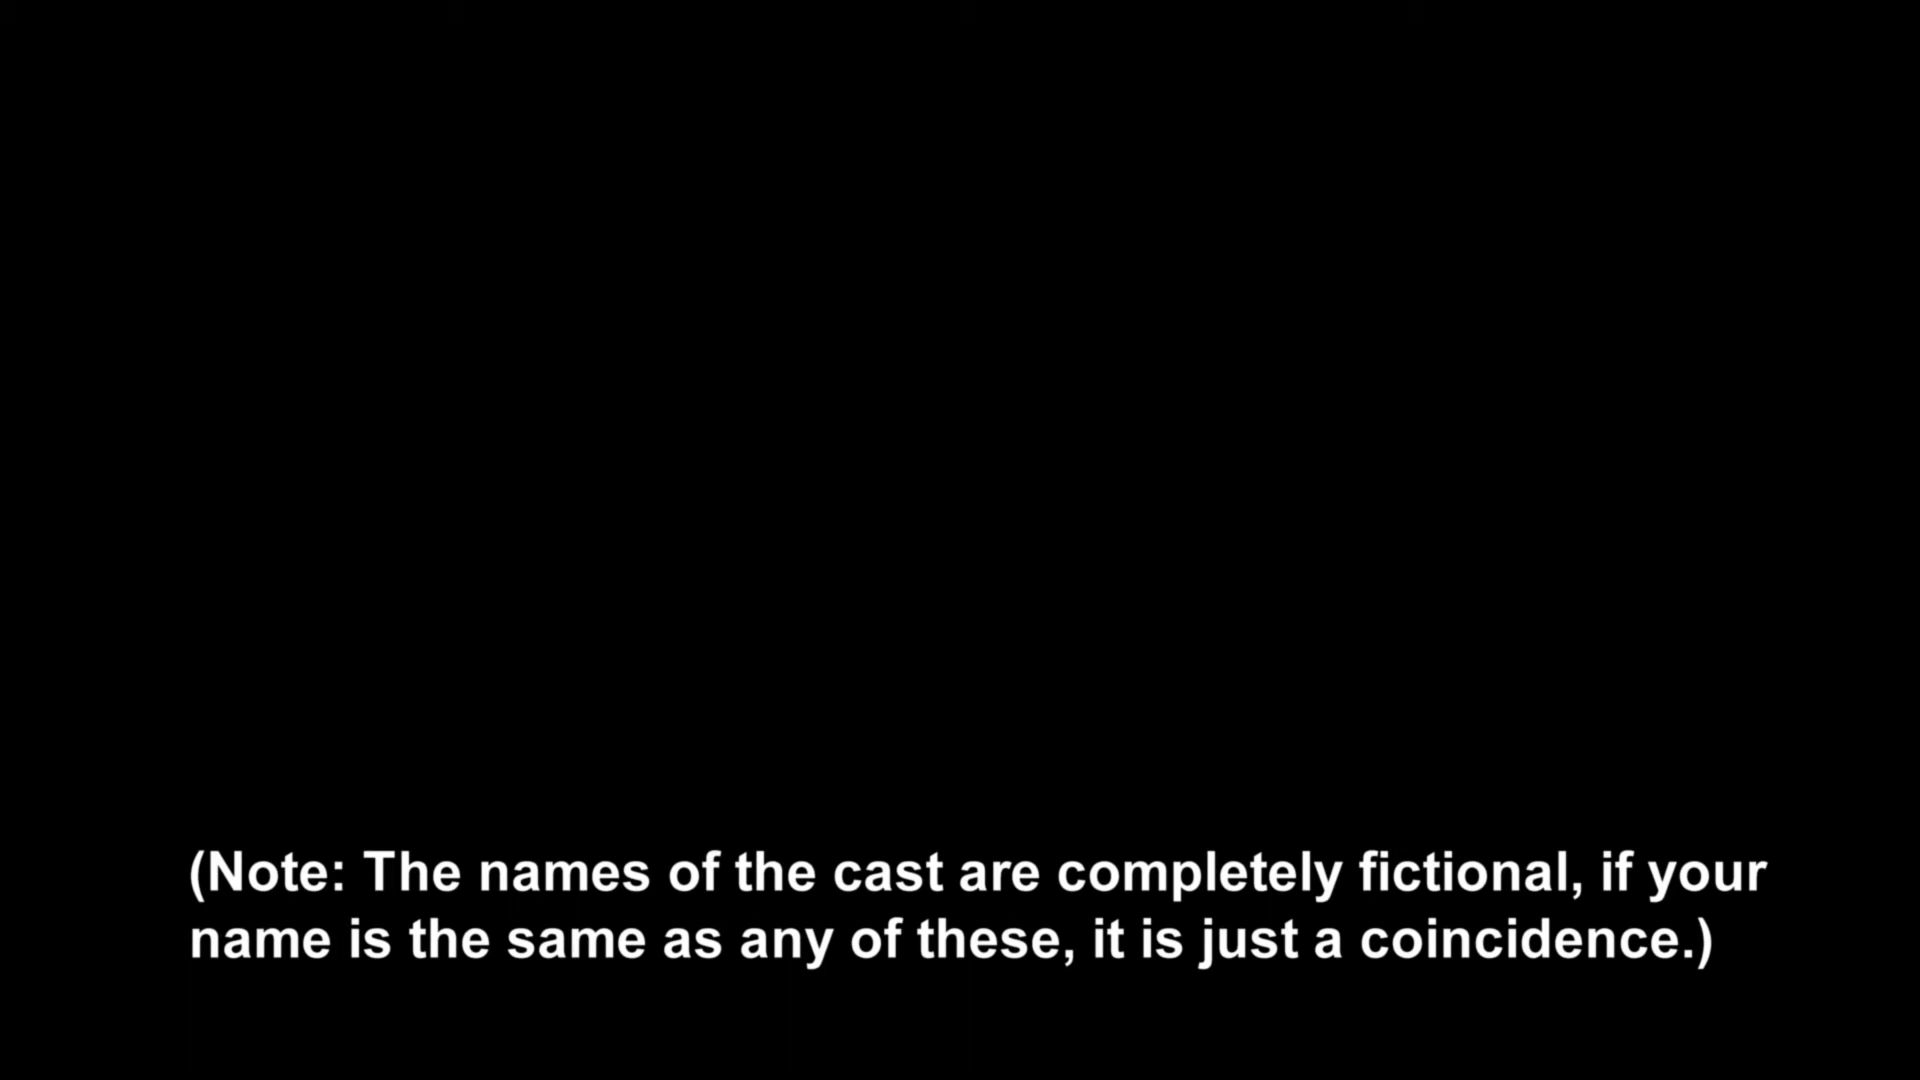 (Note: The names of the cast are completely fictional, if your
name is the same as any of these, it is just a coincidence.)